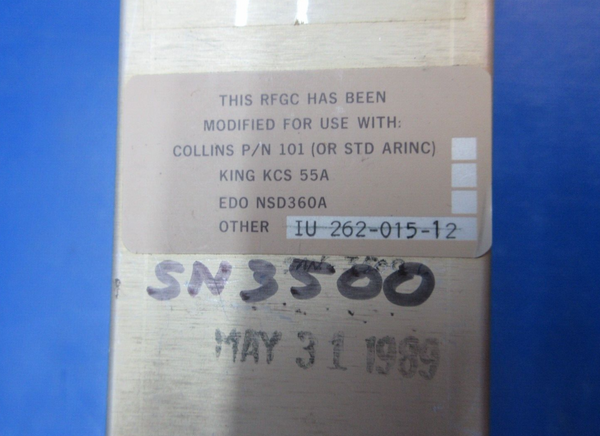 THIS RFGC HAS BEEN
MODIFIED FOR USE WITH:
COLLINS P/N 101 (OR STD ARINC)
KING KCS 55A
EDO NSD360A
OTHER IU 262-015-12
SN3500
MAY 31 1989